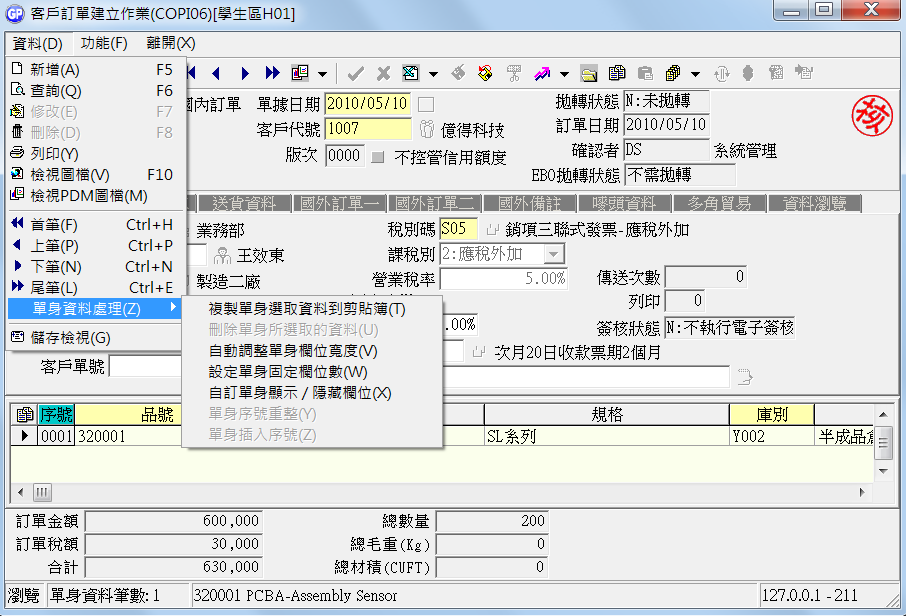 GP 客戶訂單建立作業(COPI06)[學生區H01]
資料(D) 功能(F) 離開(X)
新增(A) F5
查詢(Q) F6
修改(E) F7
刪除(D) F8
列印(Y)
檢視圖檔(V) F10
檢視PDM圖檔(M)
首筆(F) Ctrl+H
上筆(P) Ctrl+P
下筆(N) Ctrl+N
尾筆(L) Ctrl+E
單身資料處理(Z)
儲存檢視(G)
複製單身選取資料到剪貼簿(T)
刪除單身所選取的資料(U)
自動調整單身欄位寬度(V)
設定單身固定欄位數(W)
自訂單身顯示 / 隱藏欄位(X)
單身序號重整(Y)
單身插入序號(Z)
內訂單 單據日期 2010/05/10 拋轉狀態 N:未拋轉
客戶代號 1007 億得科技 訂單日期 2010/05/10
版次 0000 不控管信用額度 確認者 DS 系統管理
EBO拋轉狀態 不需拋轉
核
送貨資料 國外訂單一 國外訂單二 國外備註 嘜頭資料 多角貿易 資料瀏覽
業務部 稅別碼 S05 銷項三聯式發票-應稅外加
王效東 課稅別 2:應稅外加
製造二廠 營業稅率 5.00% 傳送次數 0
列印 0
.00% 簽核狀態 N:不執行電子簽核
次月20日收款票期2個月
客戶單號
序號 品號 規格 庫別
0001 320001 SL系列 Y002 半成品倉
訂單金額 600,000 總數量 200
訂單稅額 30,000 總毛重(Kg) 0
合計 630,000 總材積(CUFT) 0
瀏覽 單身資料筆數: 1 320001 PCBA-Assembly Sensor 127.0.0.1 - 211